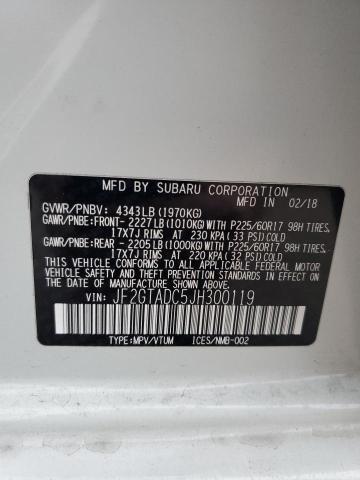 MFD BY SUBARU CORPORATION
MFD IN 02/18
GVWR/PNBV: 4343LB (1970KG)
GAWR/PNBE: FRONT- 2227LB (1010KG) WITH P225/60R17 98H TIRES,
17X7J RIMS AT 230 KPA (33 PSI) COLD
GAWR/PNBE: REAR - 2205LB (1000KG) WITH P225/60R17 98H TIRES,
17X7J RIMS AT 220 KPA (32 PSI) COLD
THIS VEHICLE CONFORMS TO ALL APPLICABLE
FEDERAL MOTOR VEHICLE SAFETY STANDARDS IN
EFFECT ON THE DATE OF MANUFACTURE SHOWN ABOVE.
VIN: JF2GTADC5JH300119
TYPE: MPV/VTUM ICES/NMB-002